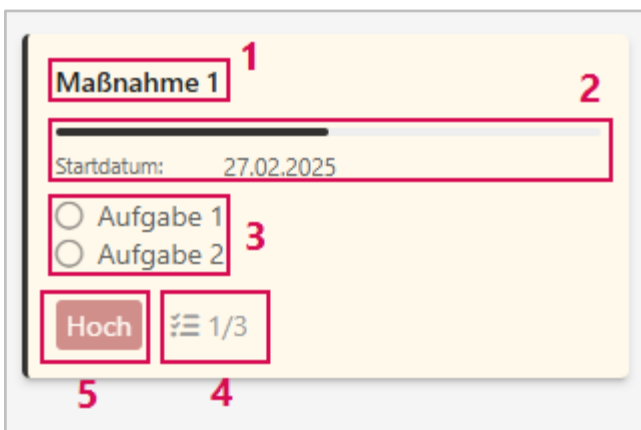 1
Maßnahme 1
2
Startdatum: 27.02.2025
Aufgabe 1
Aufgabe 2
3
Hoch 1/3
5 4